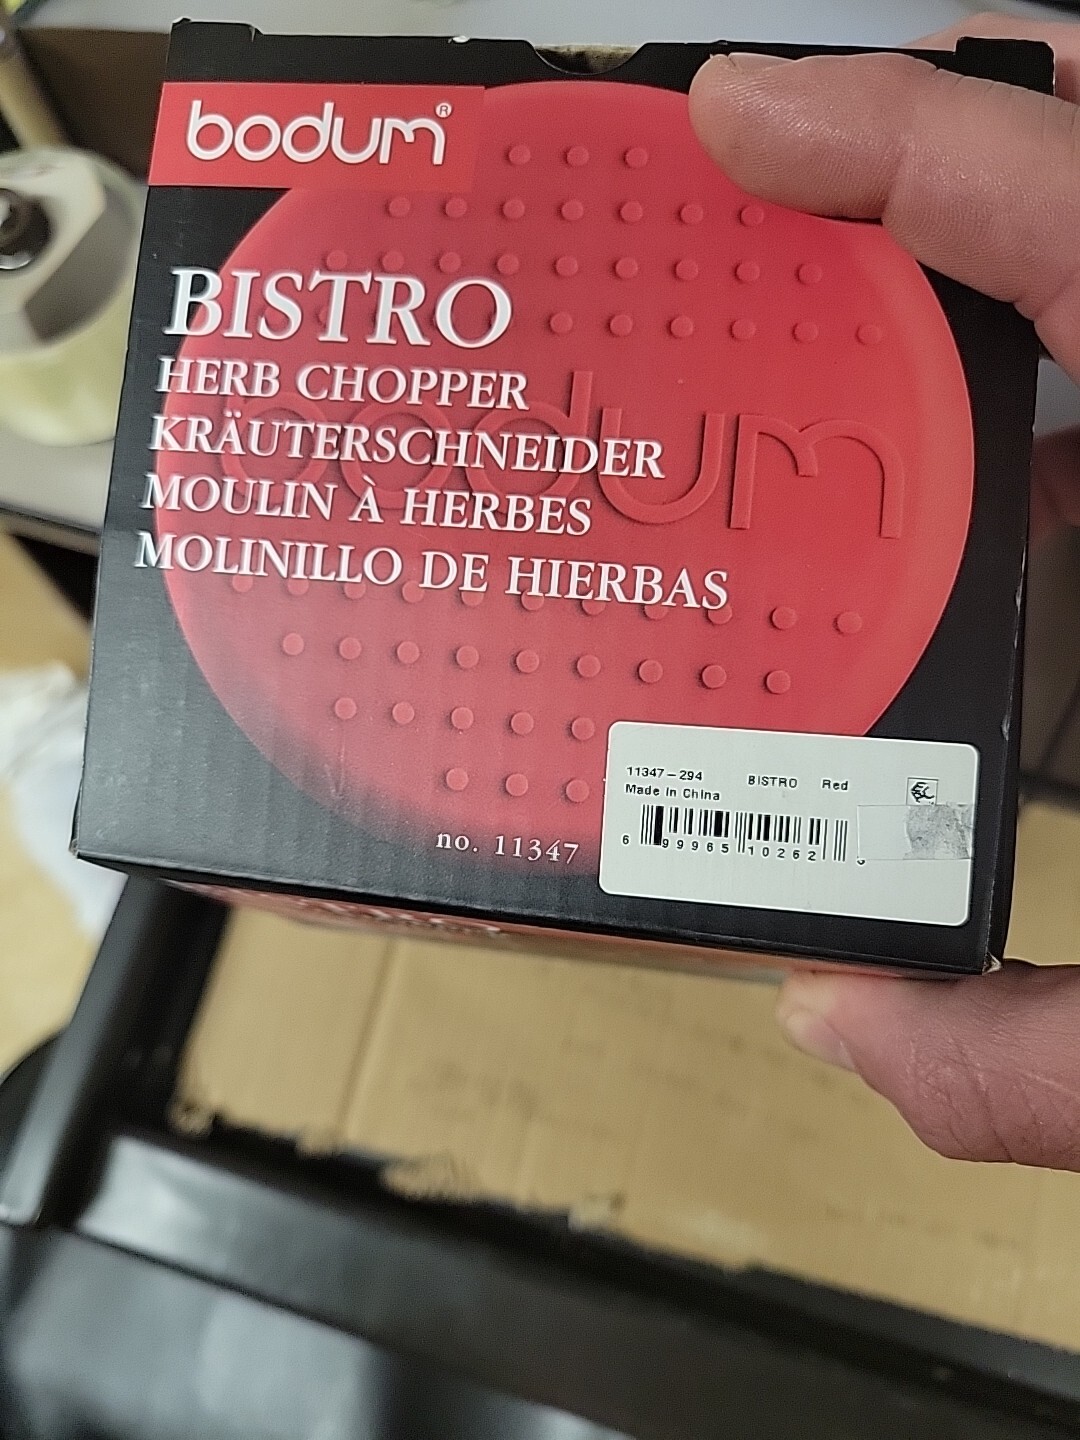 bodum®
BISTRO
HERB CHOPPER
KRÄUTERSCHNEIDER
MOULIN À HERBES
MOLINILLO DE HIERBAS
bodum
no. 11347
11347-294 BISTRO Red
Made in China
6 99965 10262